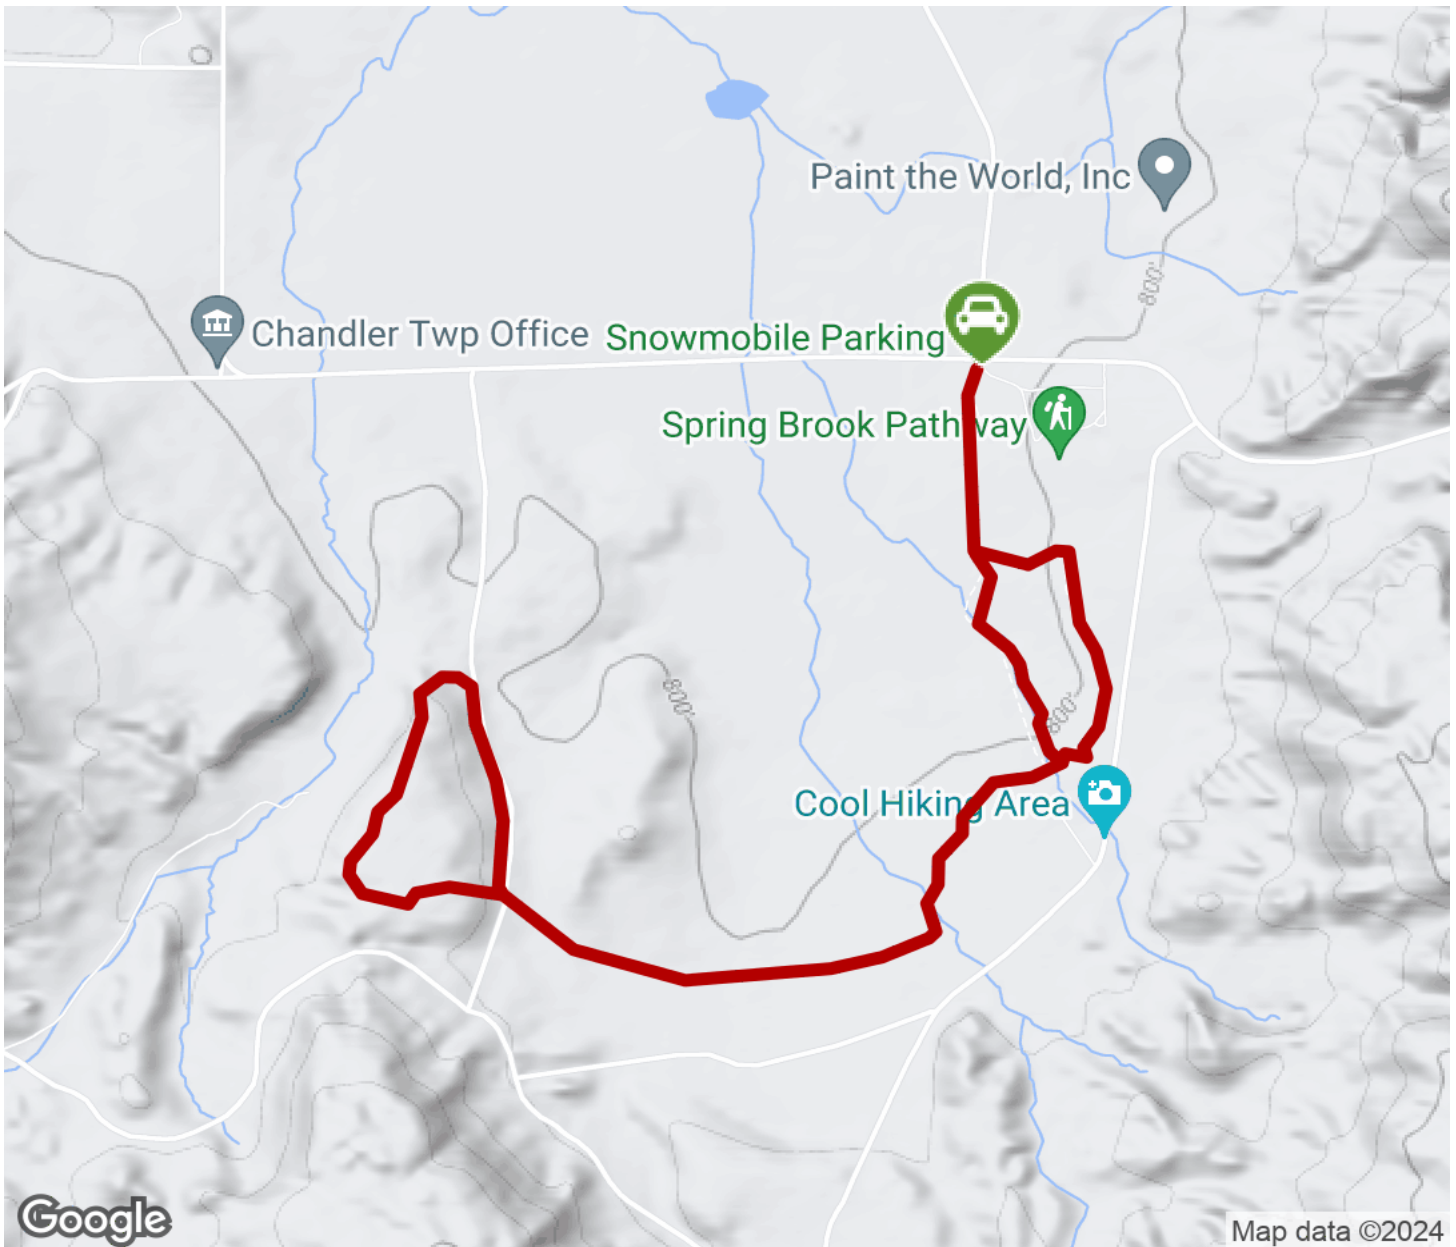 Paint the World, Inc
800'
Chandler Twp Office
Snowmobile Parking
Spring Brook Pathway
800'
800'
Cool Hiking Area
Google
Map data ©2024